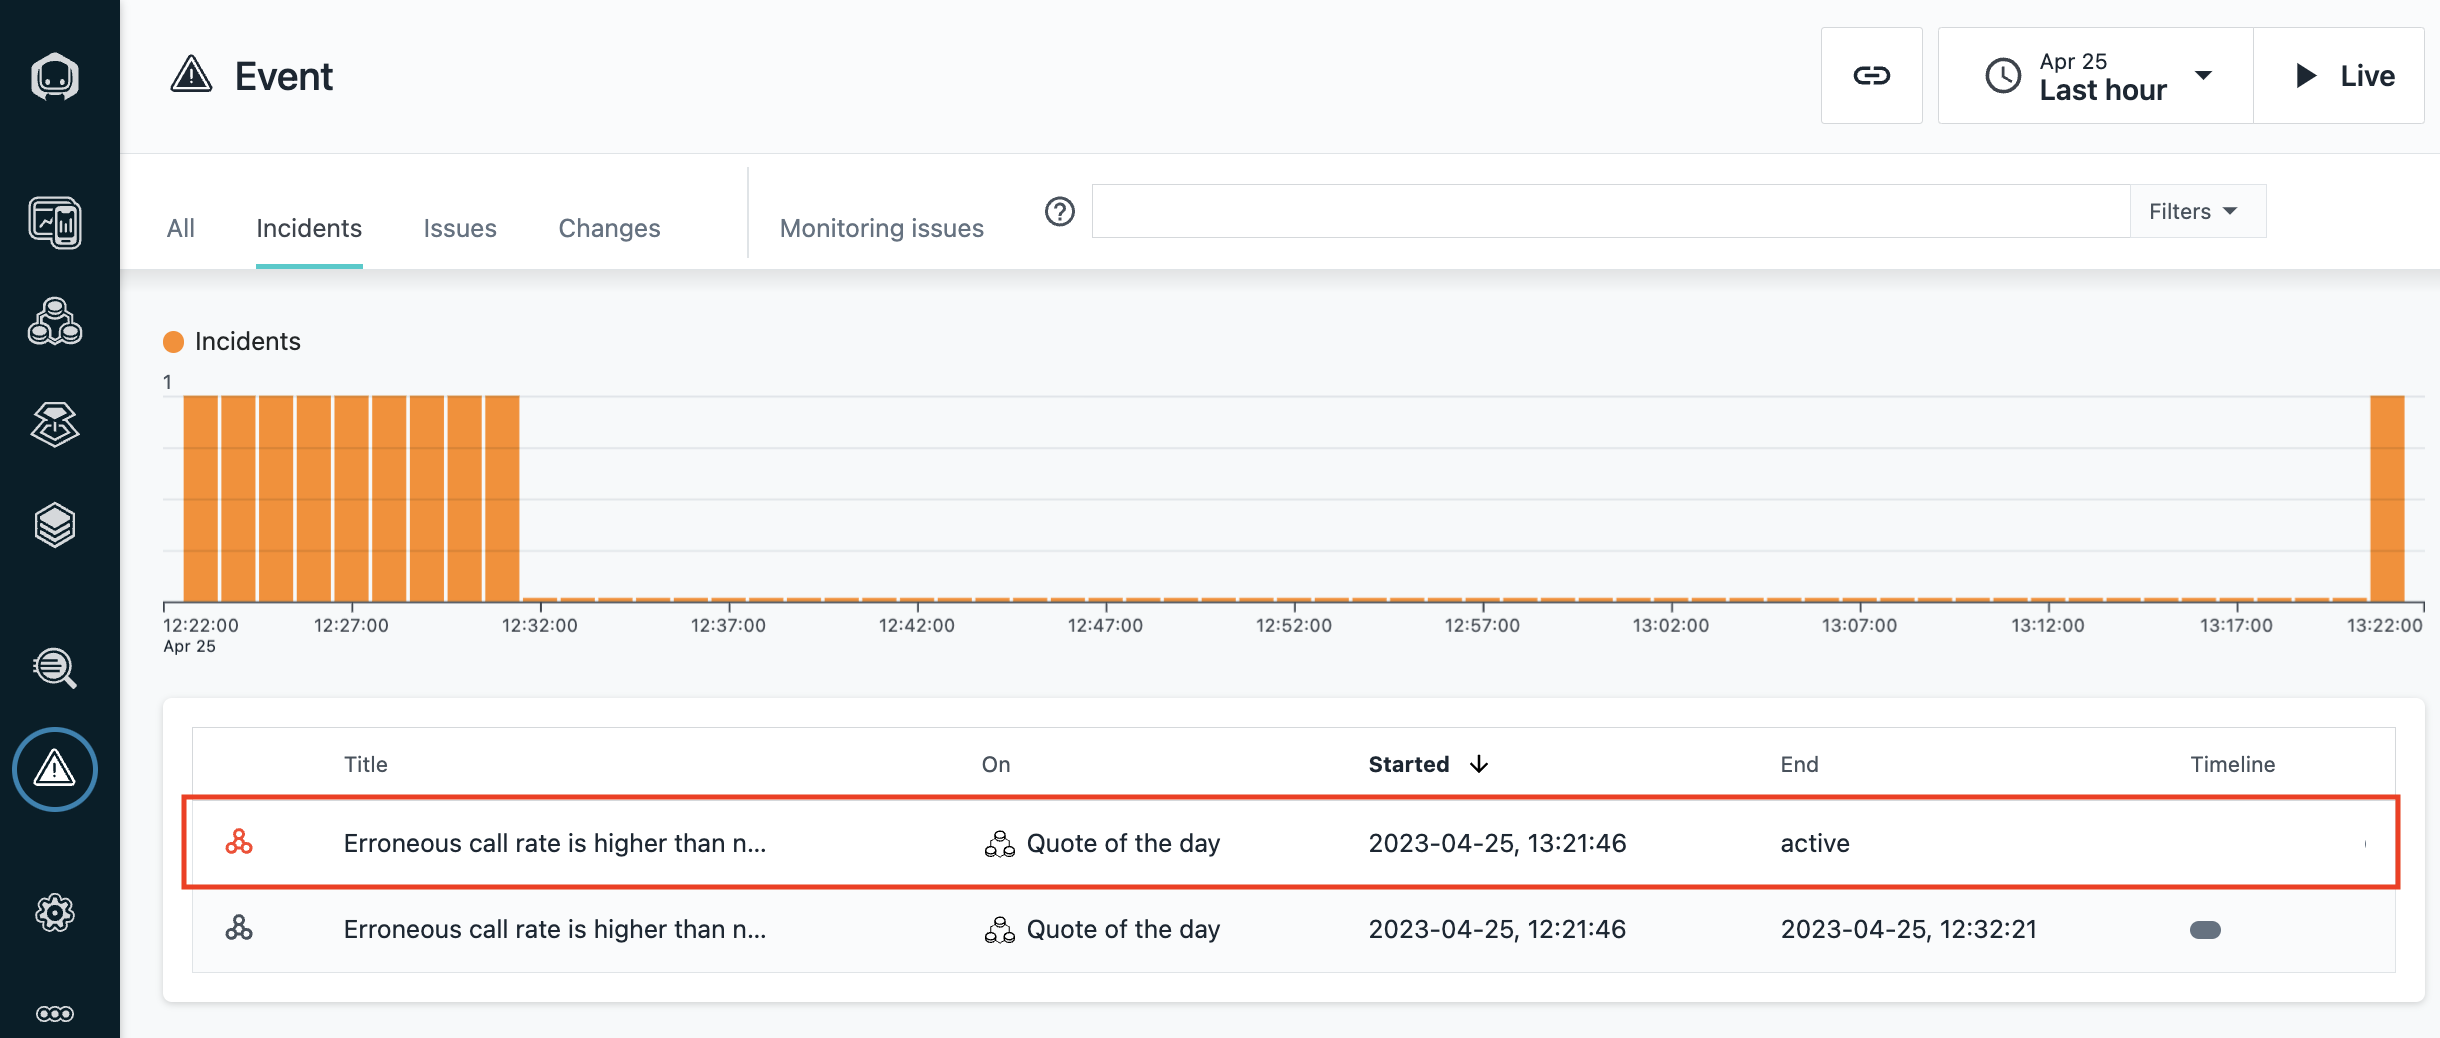 Event
Apr 25
Last hour
Live
All
Incidents
Issues
Changes
Monitoring issues
Filters
Incidents
1
12:22:00 12:27:00 12:32:00 12:37:00 12:42:00 12:47:00 12:52:00 12:57:00 13:02:00 13:07:00 13:12:00 13:17:00 13:22:00
Apr 25
Title On Started End Timeline
Erroneous call rate is higher than n... Quote of the day 2023-04-25, 13:21:46 active
Erroneous call rate is higher than n... Quote of the day 2023-04-25, 12:21:46 2023-04-25, 12:32:21